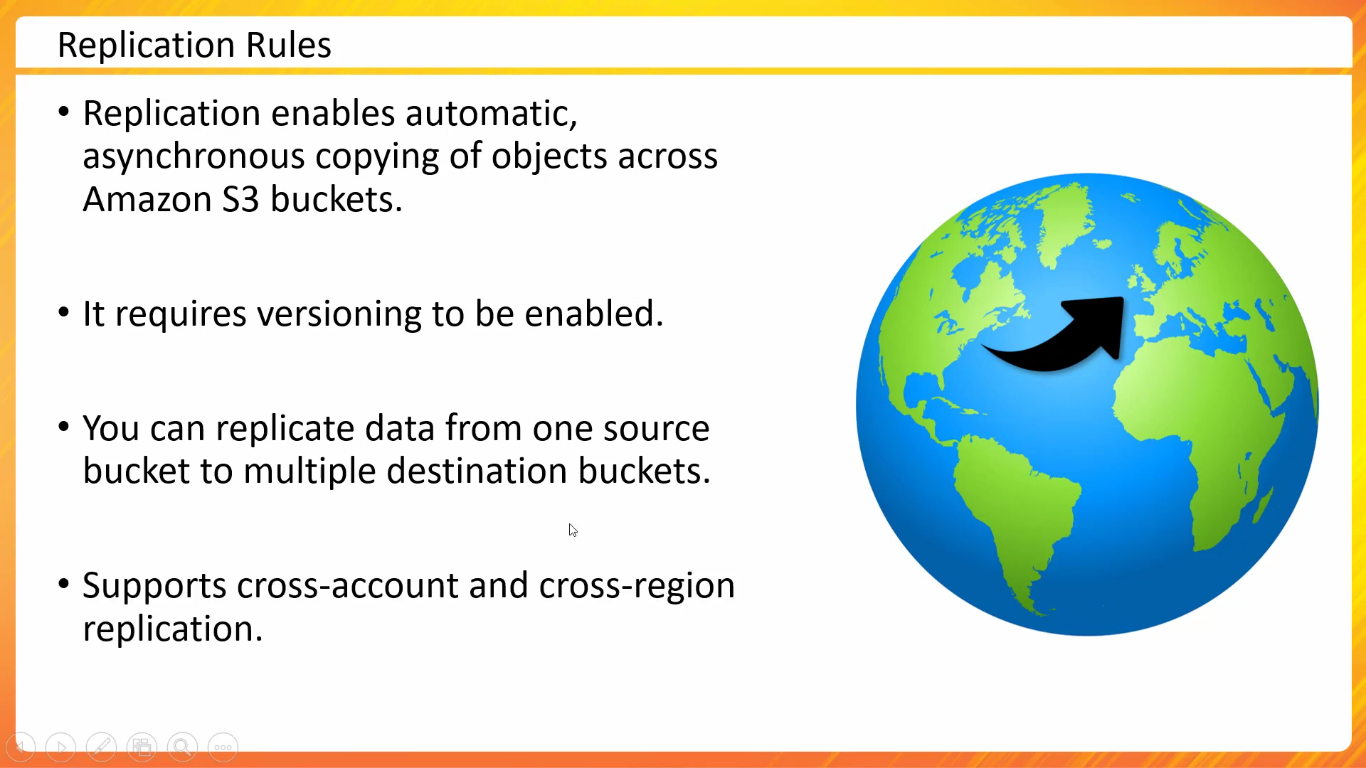 Replication Rules
• Replication enables automatic,
asynchronous copying of objects across
Amazon S3 buckets.
• It requires versioning to be enabled.
• You can replicate data from one source
bucket to multiple destination buckets.
• Supports cross-account and cross-region
replication.